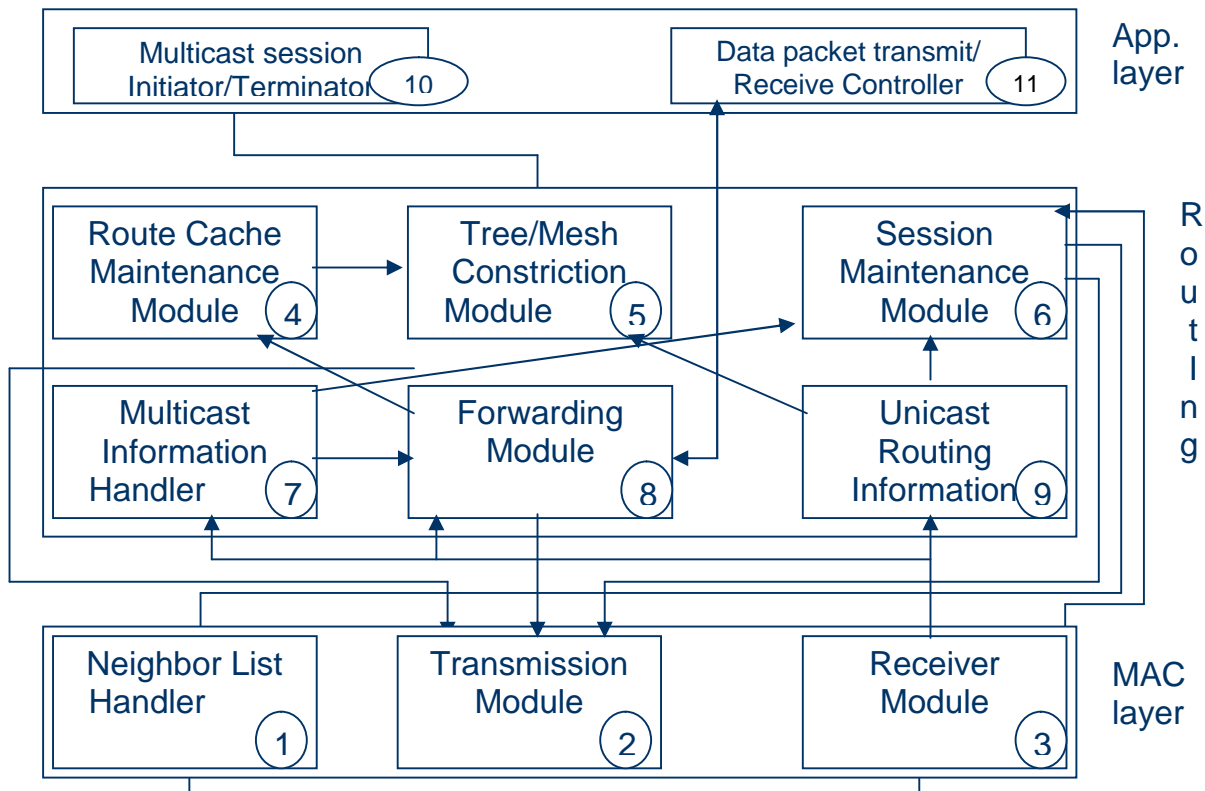 Multicast session
Initiator/Terminator
10
Data packet transmit/
Receive Controller
11
App.
layer
Route Cache
Maintenance
Module
4
Tree/Mesh
Constriction
Module
5
Session
Maintenance
Module
6
R
o
u
t
I
n
g
Multicast
Information
Handler
7
Forwarding
Module
8
Unicast
Routing
Information
9
Neighbor List
Handler
1
Transmission
Module
2
Receiver
Module
3
MAC
layer